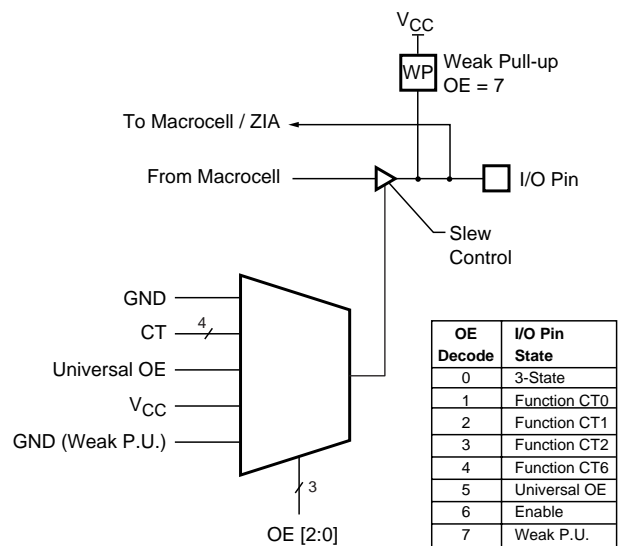 VCC
WP
Weak Pull-up
OE = 7
To Macrocell / ZIA
From Macrocell
I/O Pin
Slew
Control
GND
CT
4
Universal OE
VCC
GND (Weak P.U.)
3
OE [2:0]
OE Decode I/O Pin State
0 3-State
1 Function CT0
2 Function CT1
3 Function CT2
4 Function CT6
5 Universal OE
6 Enable
7 Weak P.U.